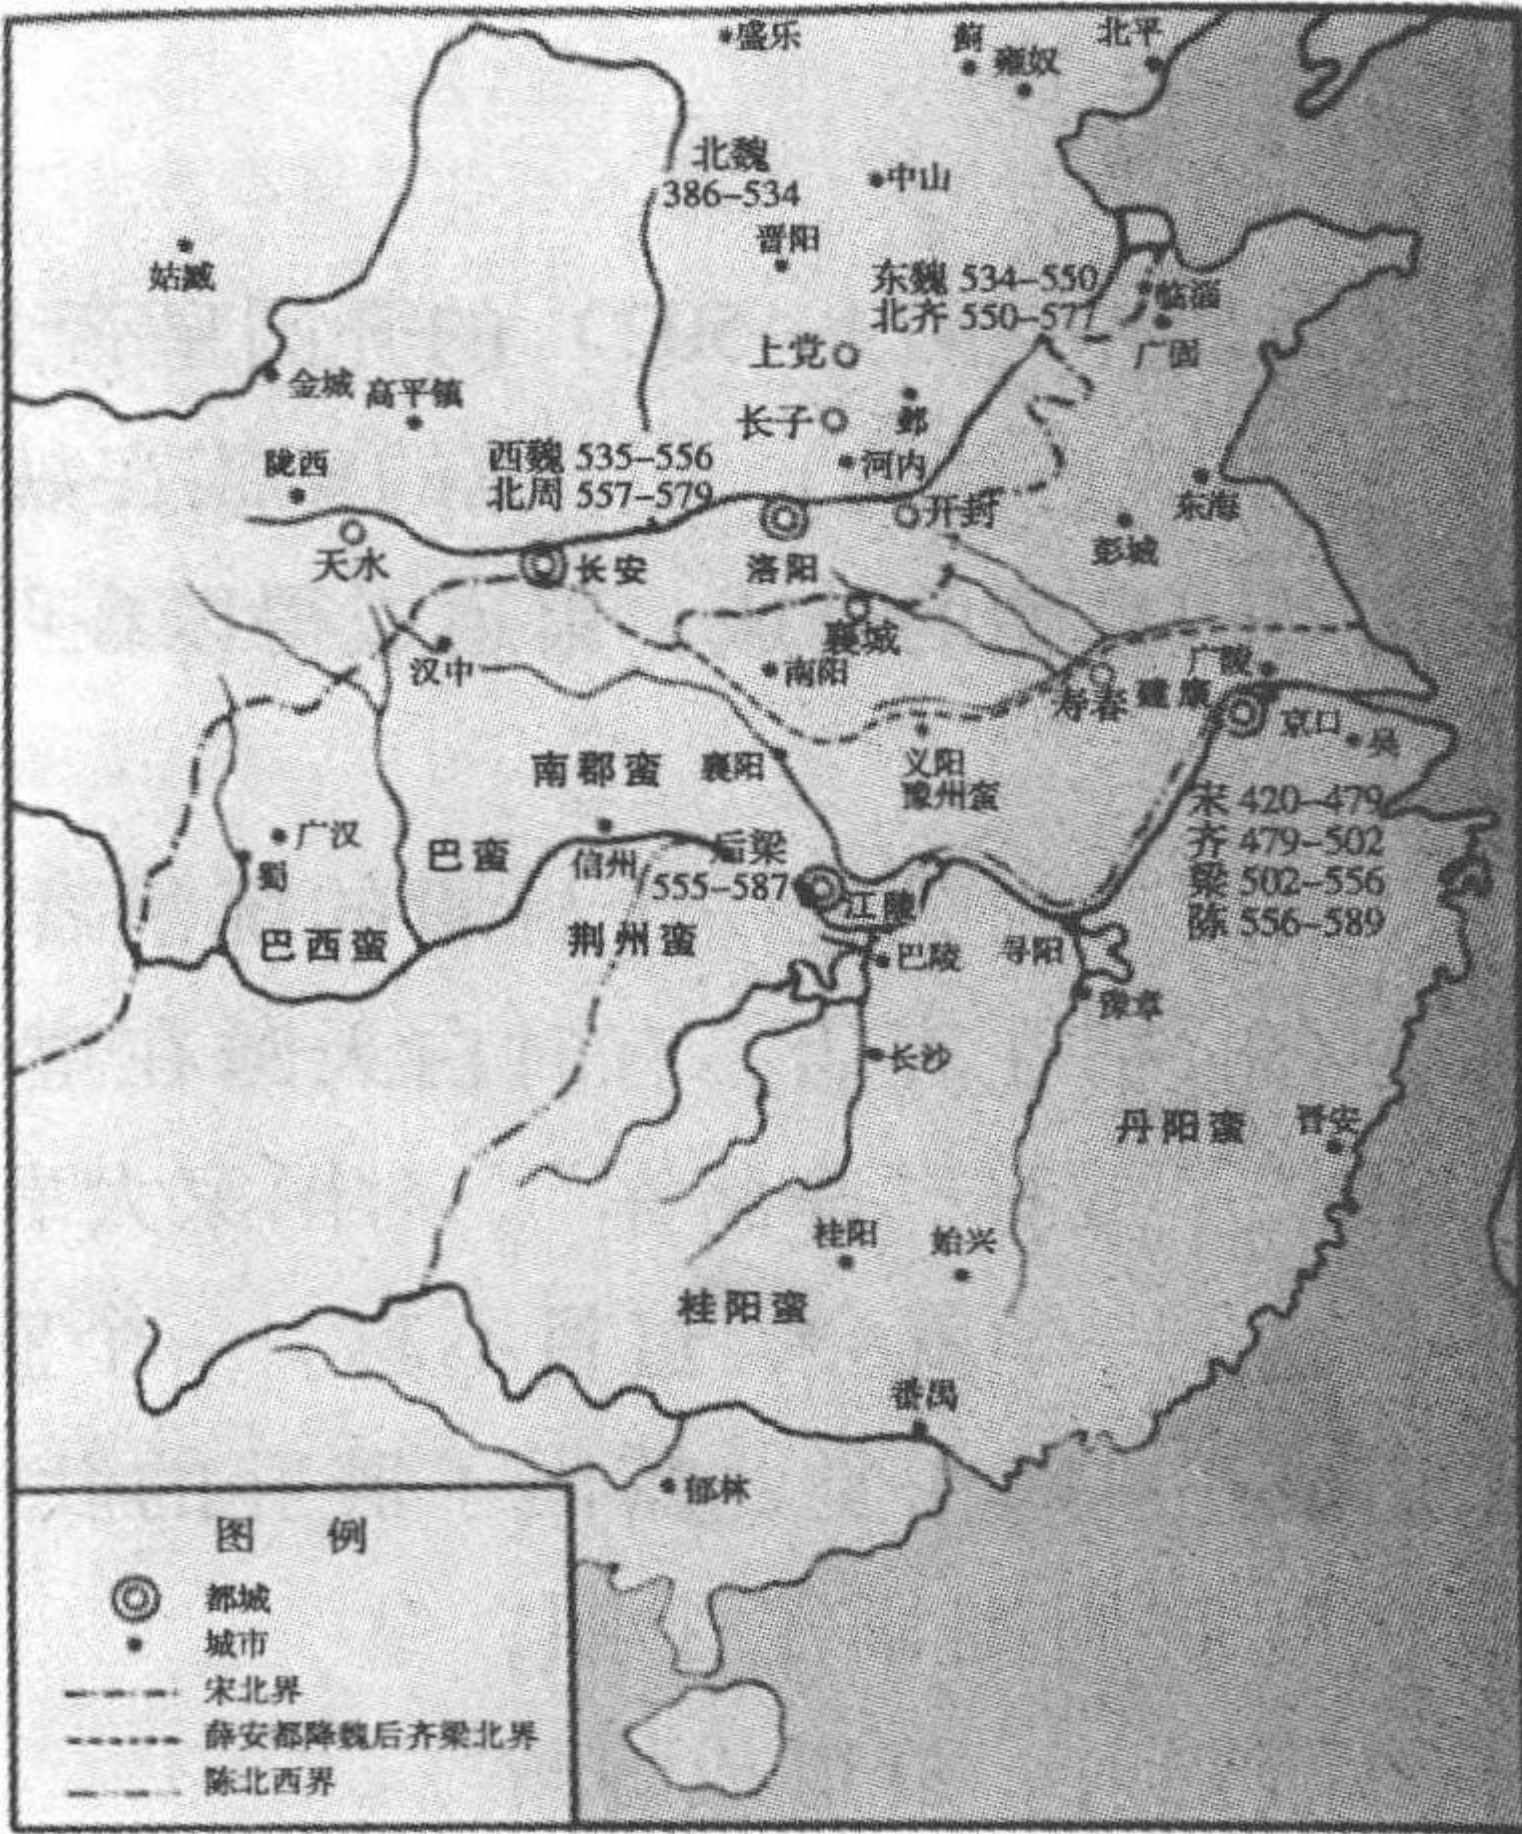 盛乐
蓟
雍奴
北平
北魏
386–534
中山
晋阳
姑臧
东魏 534–550
北齐 550–577
临淄
广固
上党
长子
邺
金城
高平镇
陇西
西魏 535–556
北周 557–579
河内
开封
东海
彭城
天水
长安
洛阳
襄城
汉中
南阳
广陵
寿春
建康
京口
吴
南郡蛮
襄阳
义阳
豫州蛮
宋 420–479
齐 479–502
梁 502–556
陈 556–589
广汉
蜀
巴蛮
信州
后梁
555–587
江陵
巴西蛮
荆州蛮
巴陵
寻阳
豫章
长沙
丹阳蛮
晋安
桂阳
始兴
桂阳蛮
番禺
郁林
图 例
都城
城市
宋北界
薛安都降魏后齐梁北界
陈北西界